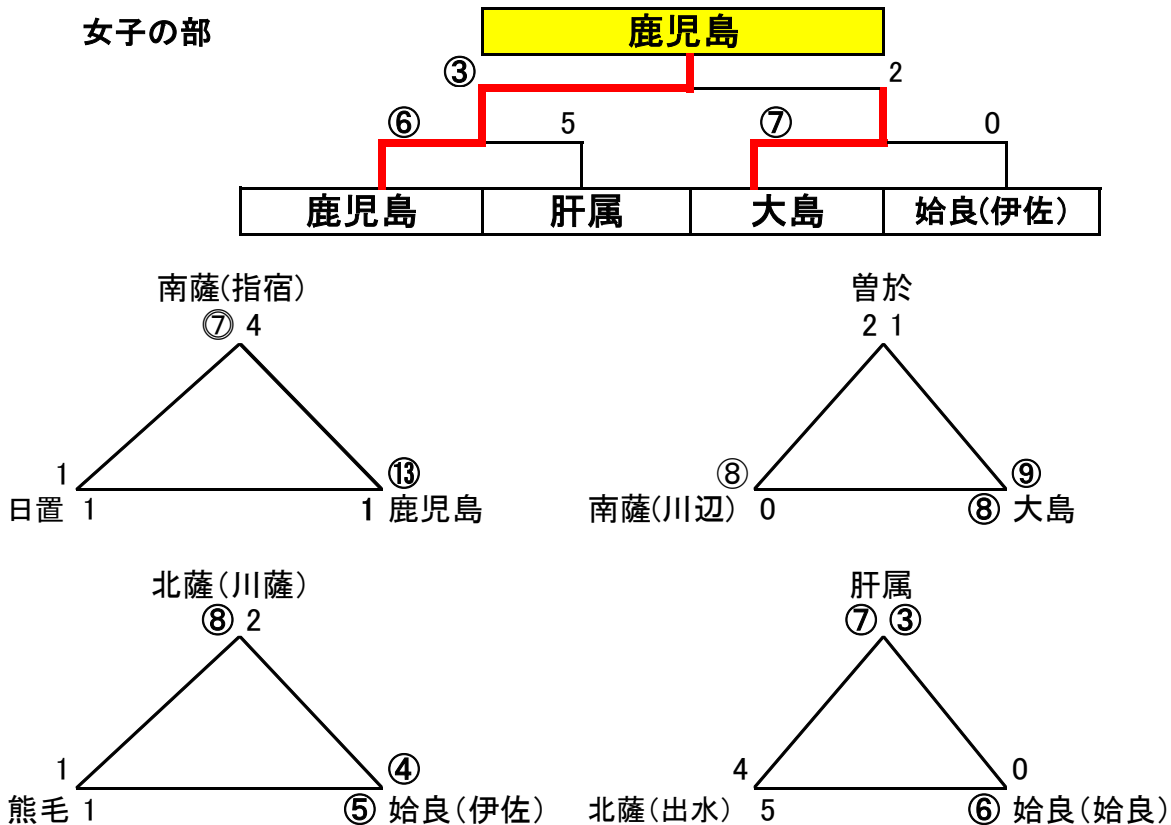 女子の部
鹿児島
③ 2
⑥ 5 ⑦ 0
鹿児島 肝属 大島 姶良(伊佐)
南薩(指宿) 曽於
⑦ 4 2 1
1 ⑬ ⑧ ⑨
日置 1 1 鹿児島 南薩(川辺) 0 ⑧ 大島
北薩(川薩) 肝属
⑧ 2 ⑦ ③
1 ④ 4 0
熊毛 1 ⑤ 姶良(伊佐) 北薩(出水) 5 ⑥ 姶良(姶良)